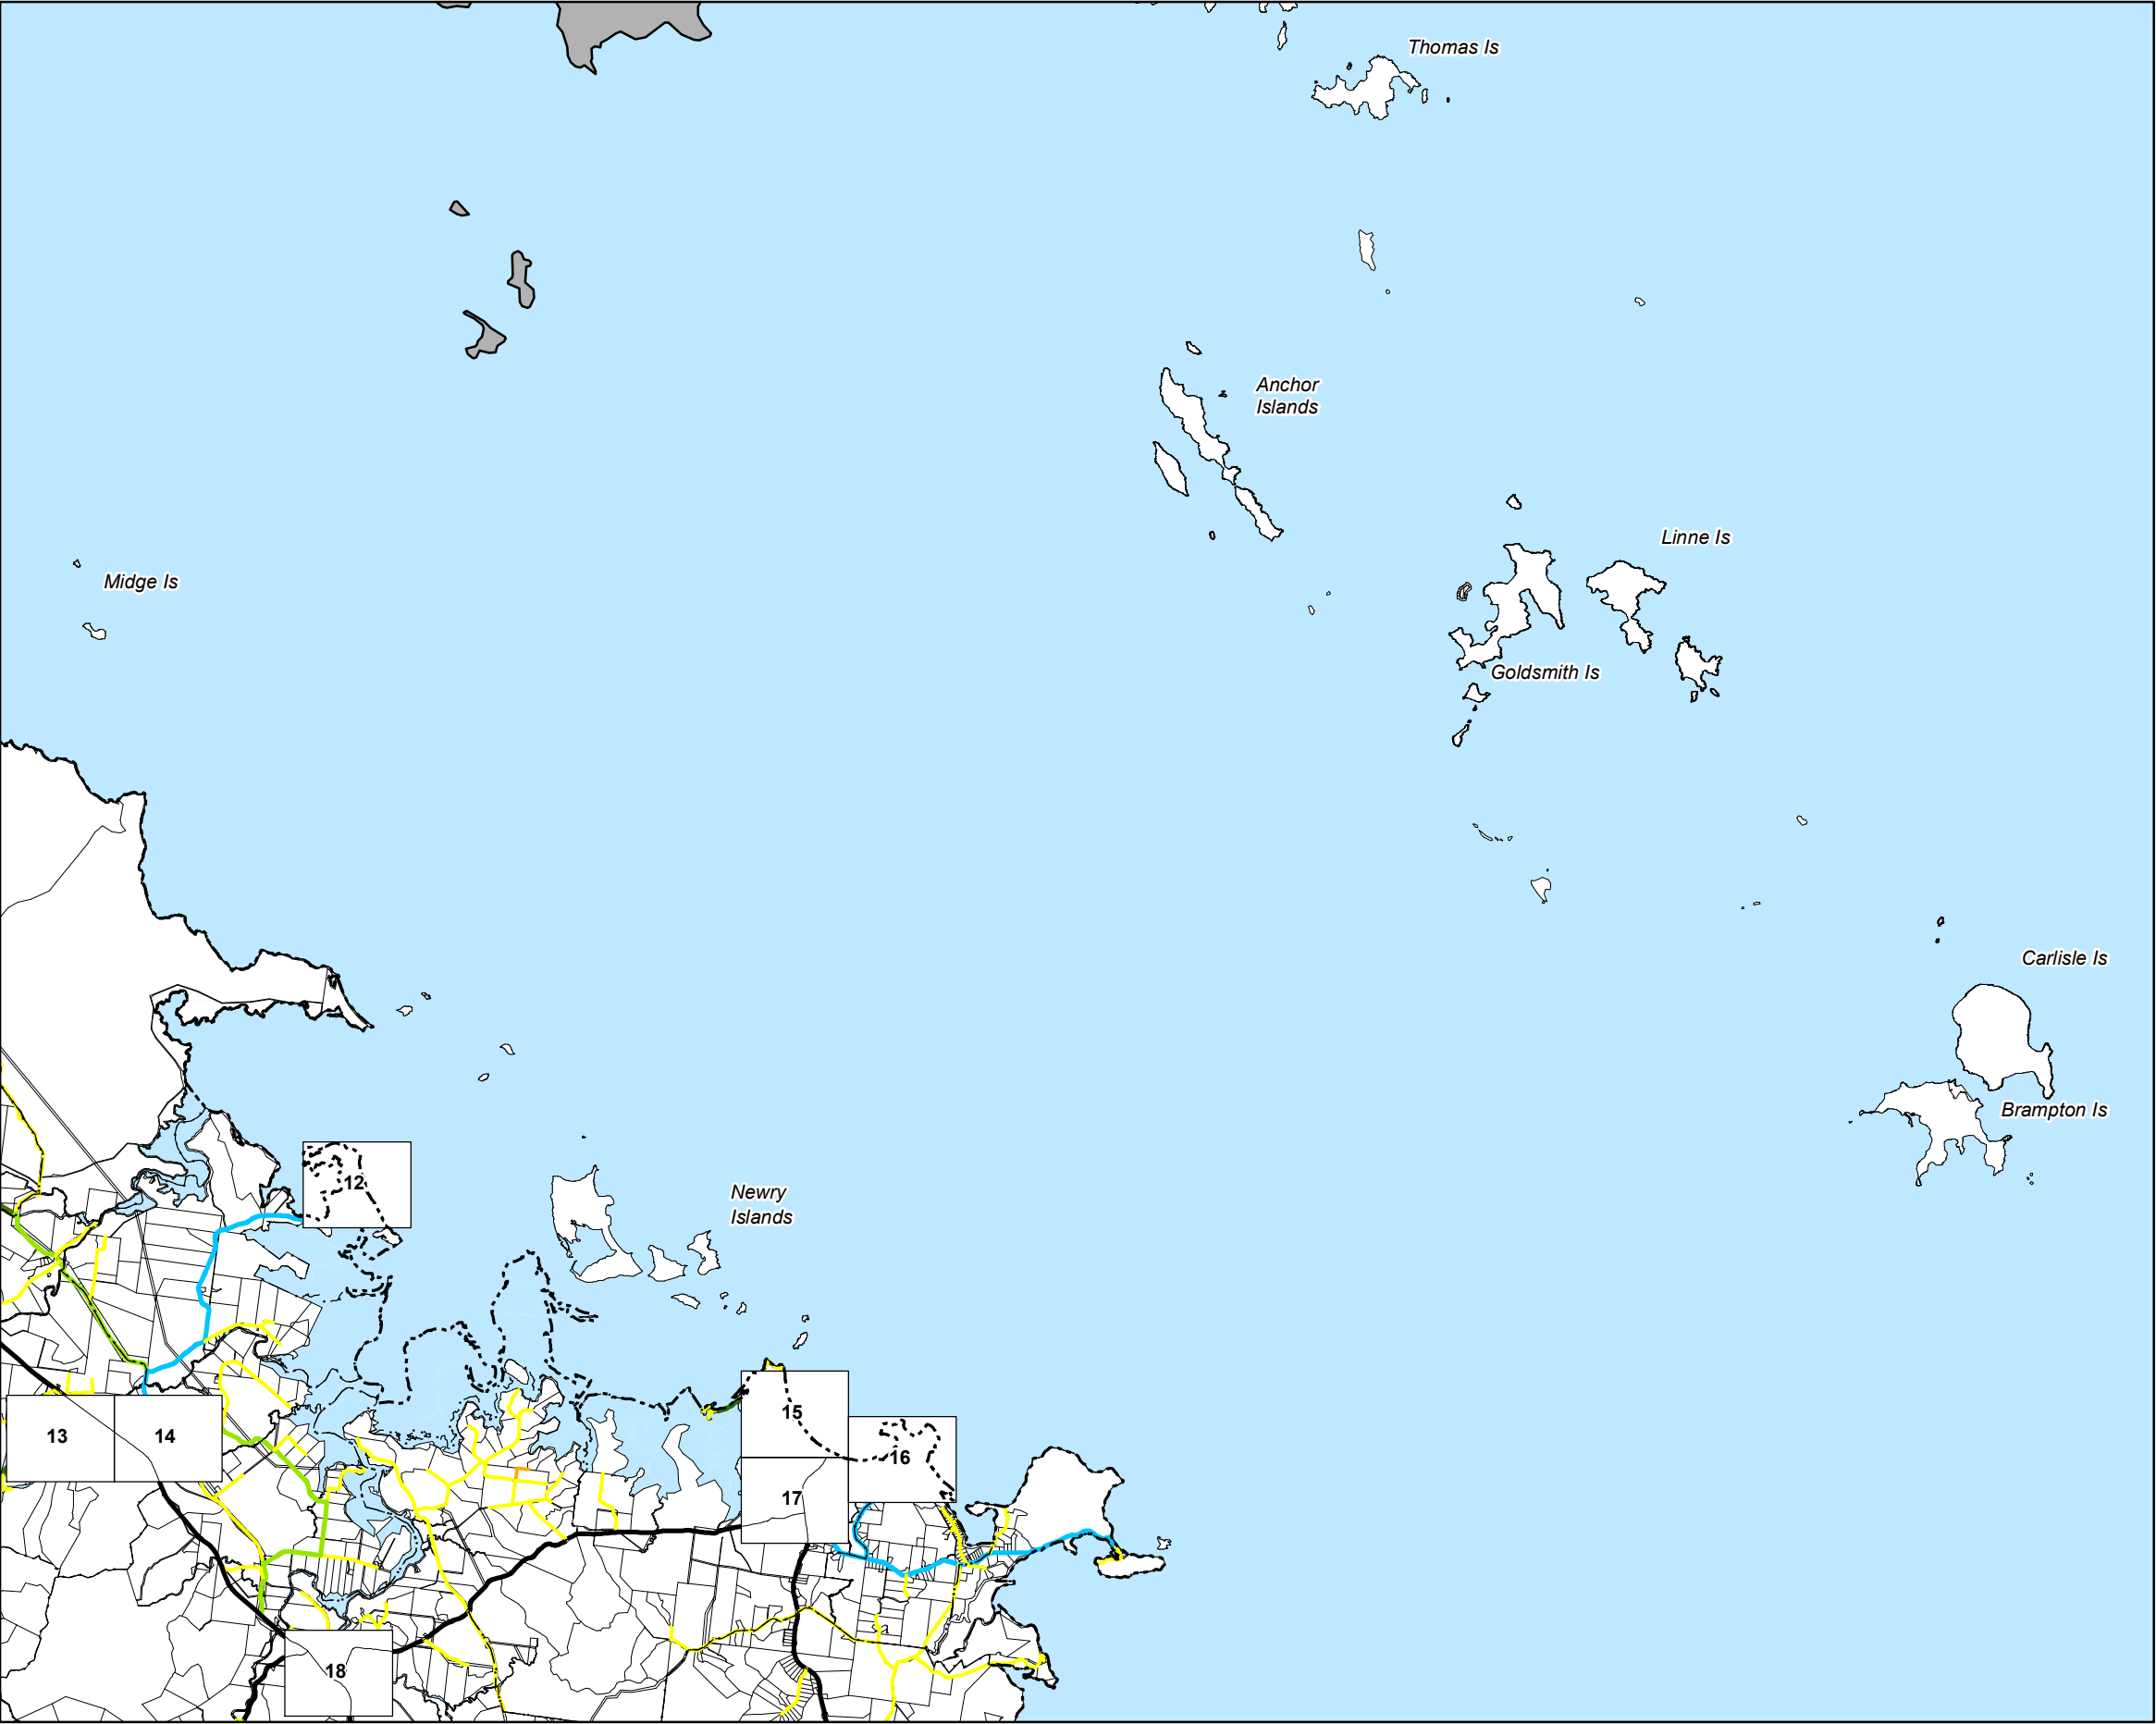 Thomas Is
Anchor
Islands
Linne Is
Midge Is
Goldsmith Is
Carlisle Is
Brampton Is
12
Newry
Islands
15
13
14
16
17
18